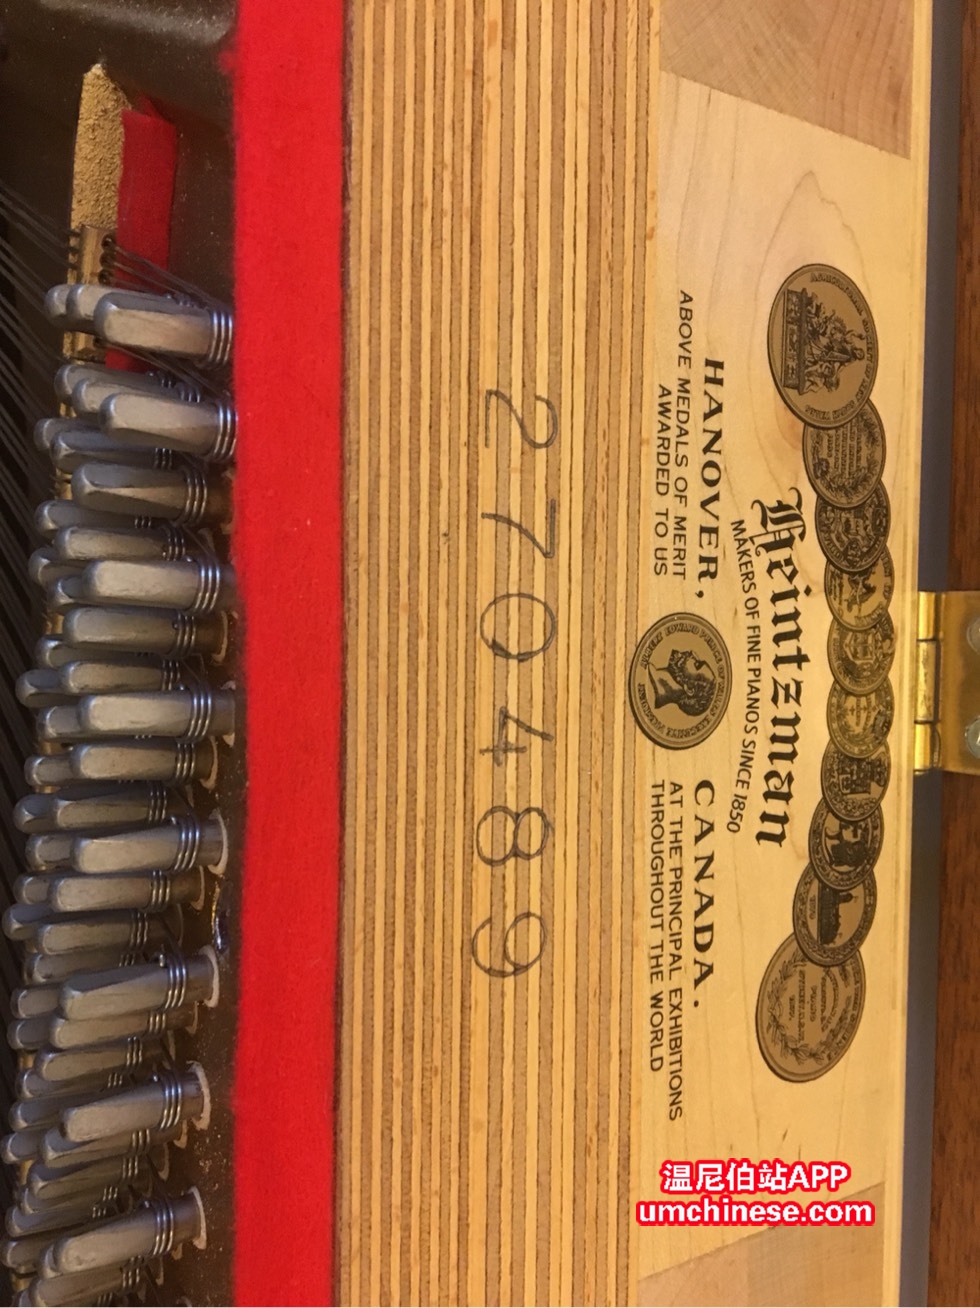 Heintzman
MAKERS OF FINE PIANOS SINCE 1850
HANOVER,
CANADA.
ABOVE MEDALS OF MERIT
AWARDED TO US
AT THE PRINCIPAL EXHIBITIONS
THROUGHOUT THE WORLD
270489
温尼伯站APP
umchinese.com